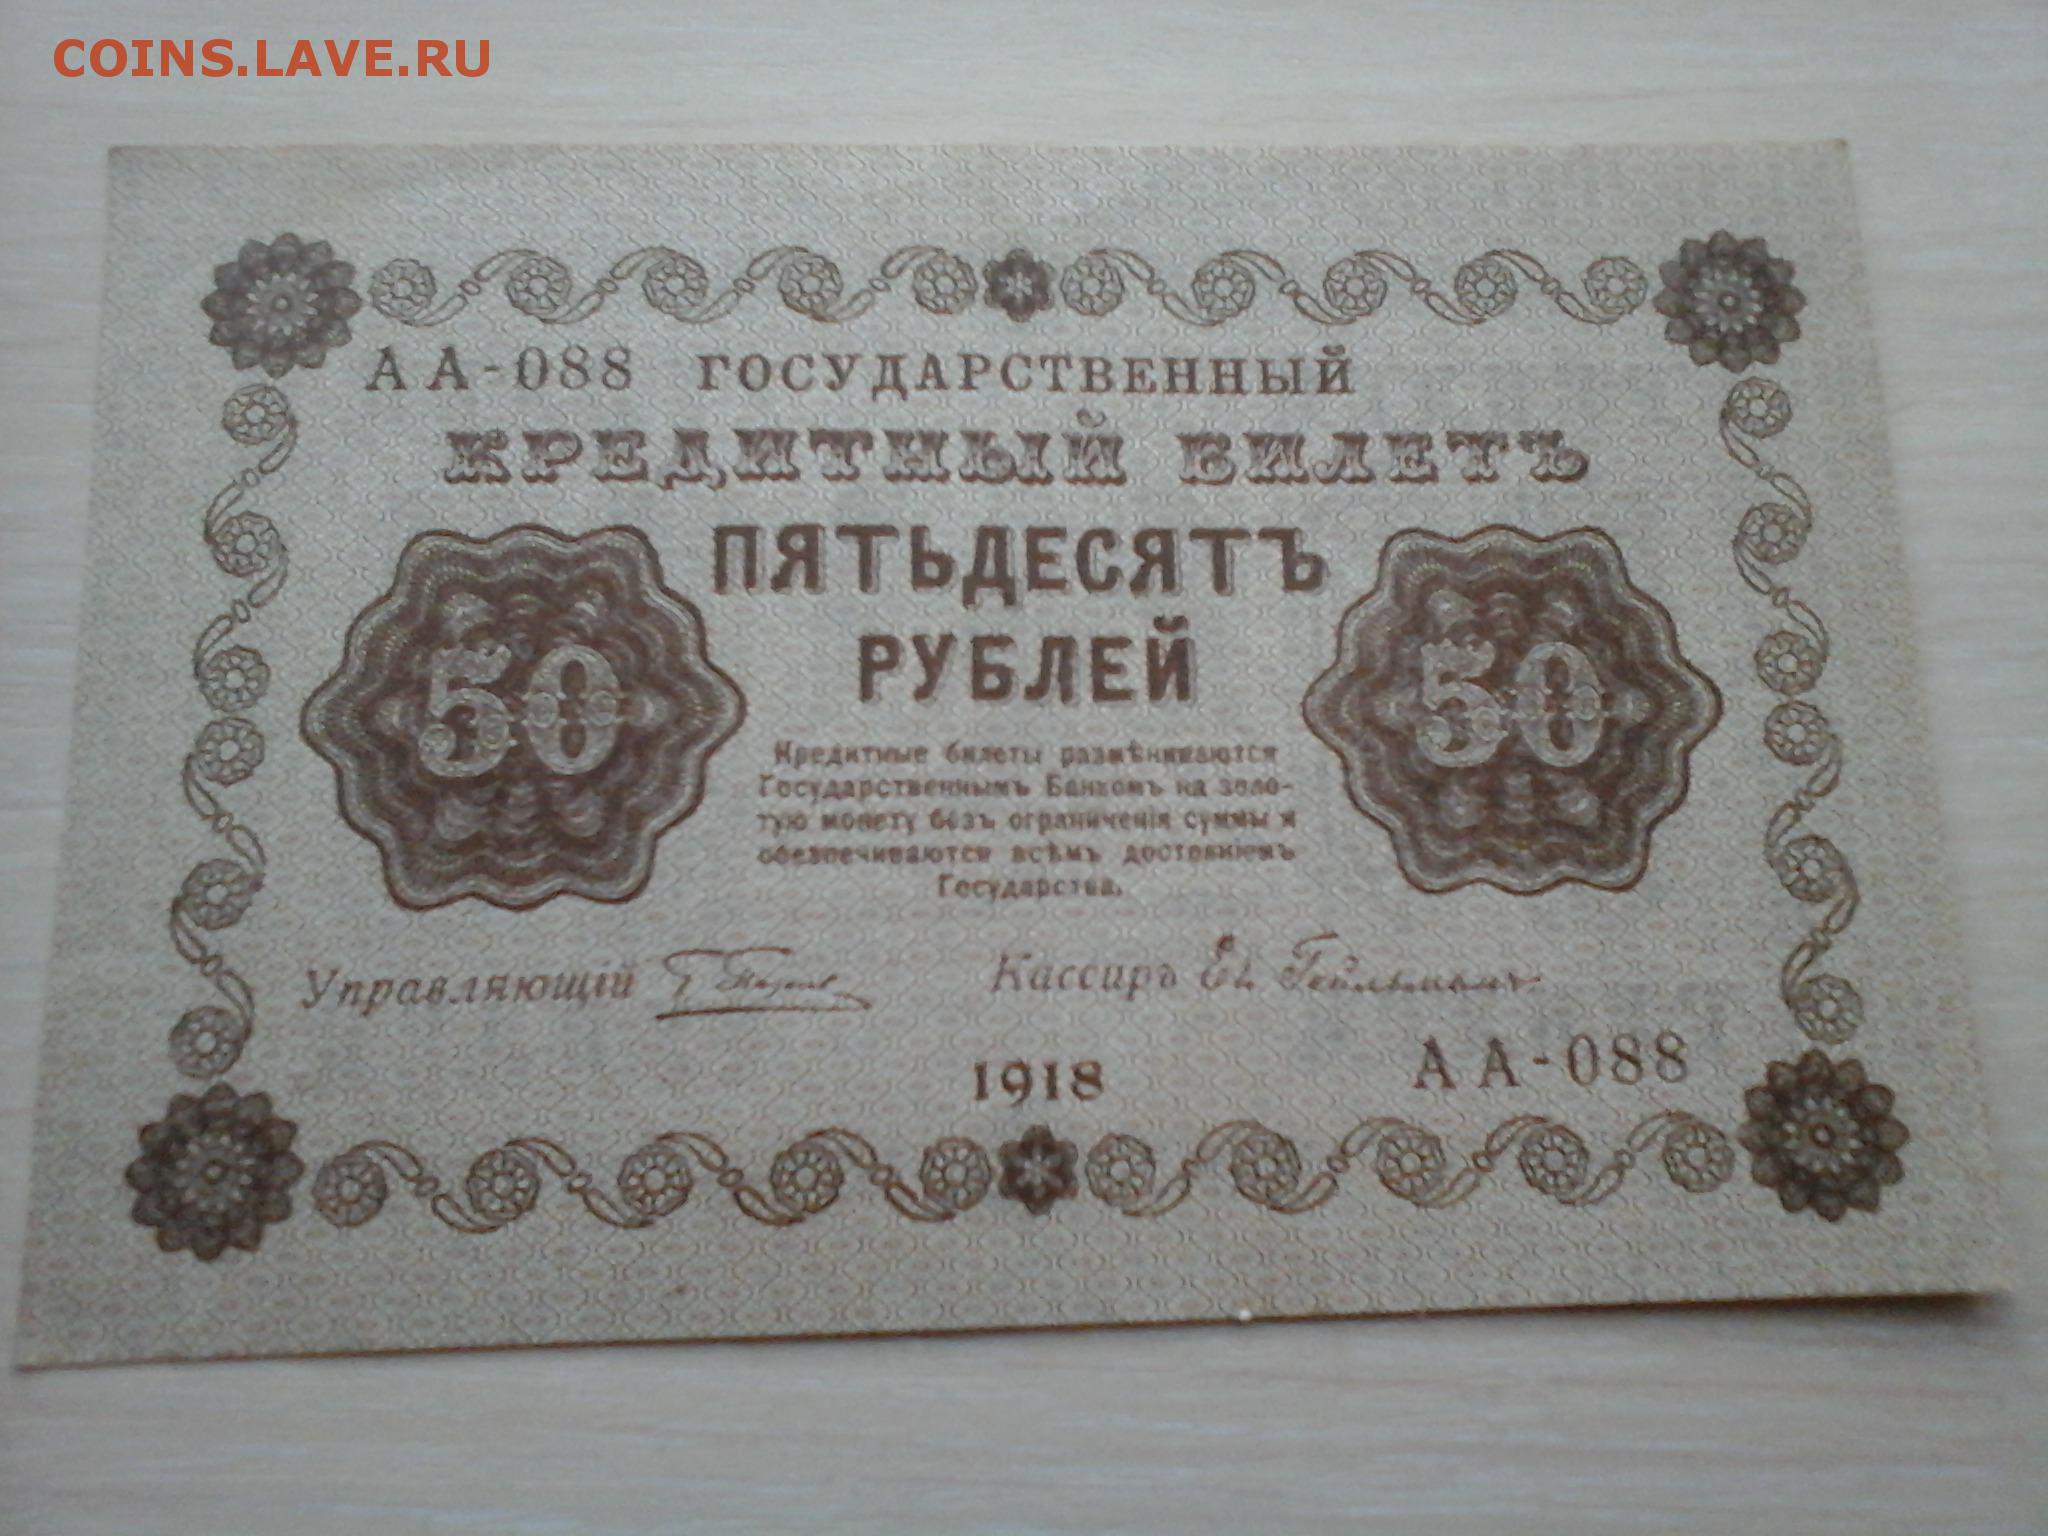 COINS.LAVE.RU
АА-088 ГОСУДАРСТВЕННЫЙ
КРЕДИТНЫЙ БИЛЕТЪ
ПЯТЬДЕСЯТЪ
РУБЛЕЙ
50 50
Кредитные билеты размѣниваются
Государственнымъ Банкомъ на золо-
тую монету безъ ограниченія суммы и
обезпечиваются всѣмъ достояніемъ
Государства.
Управляющій Кассиръ Гейльманъ
АА-088
1918